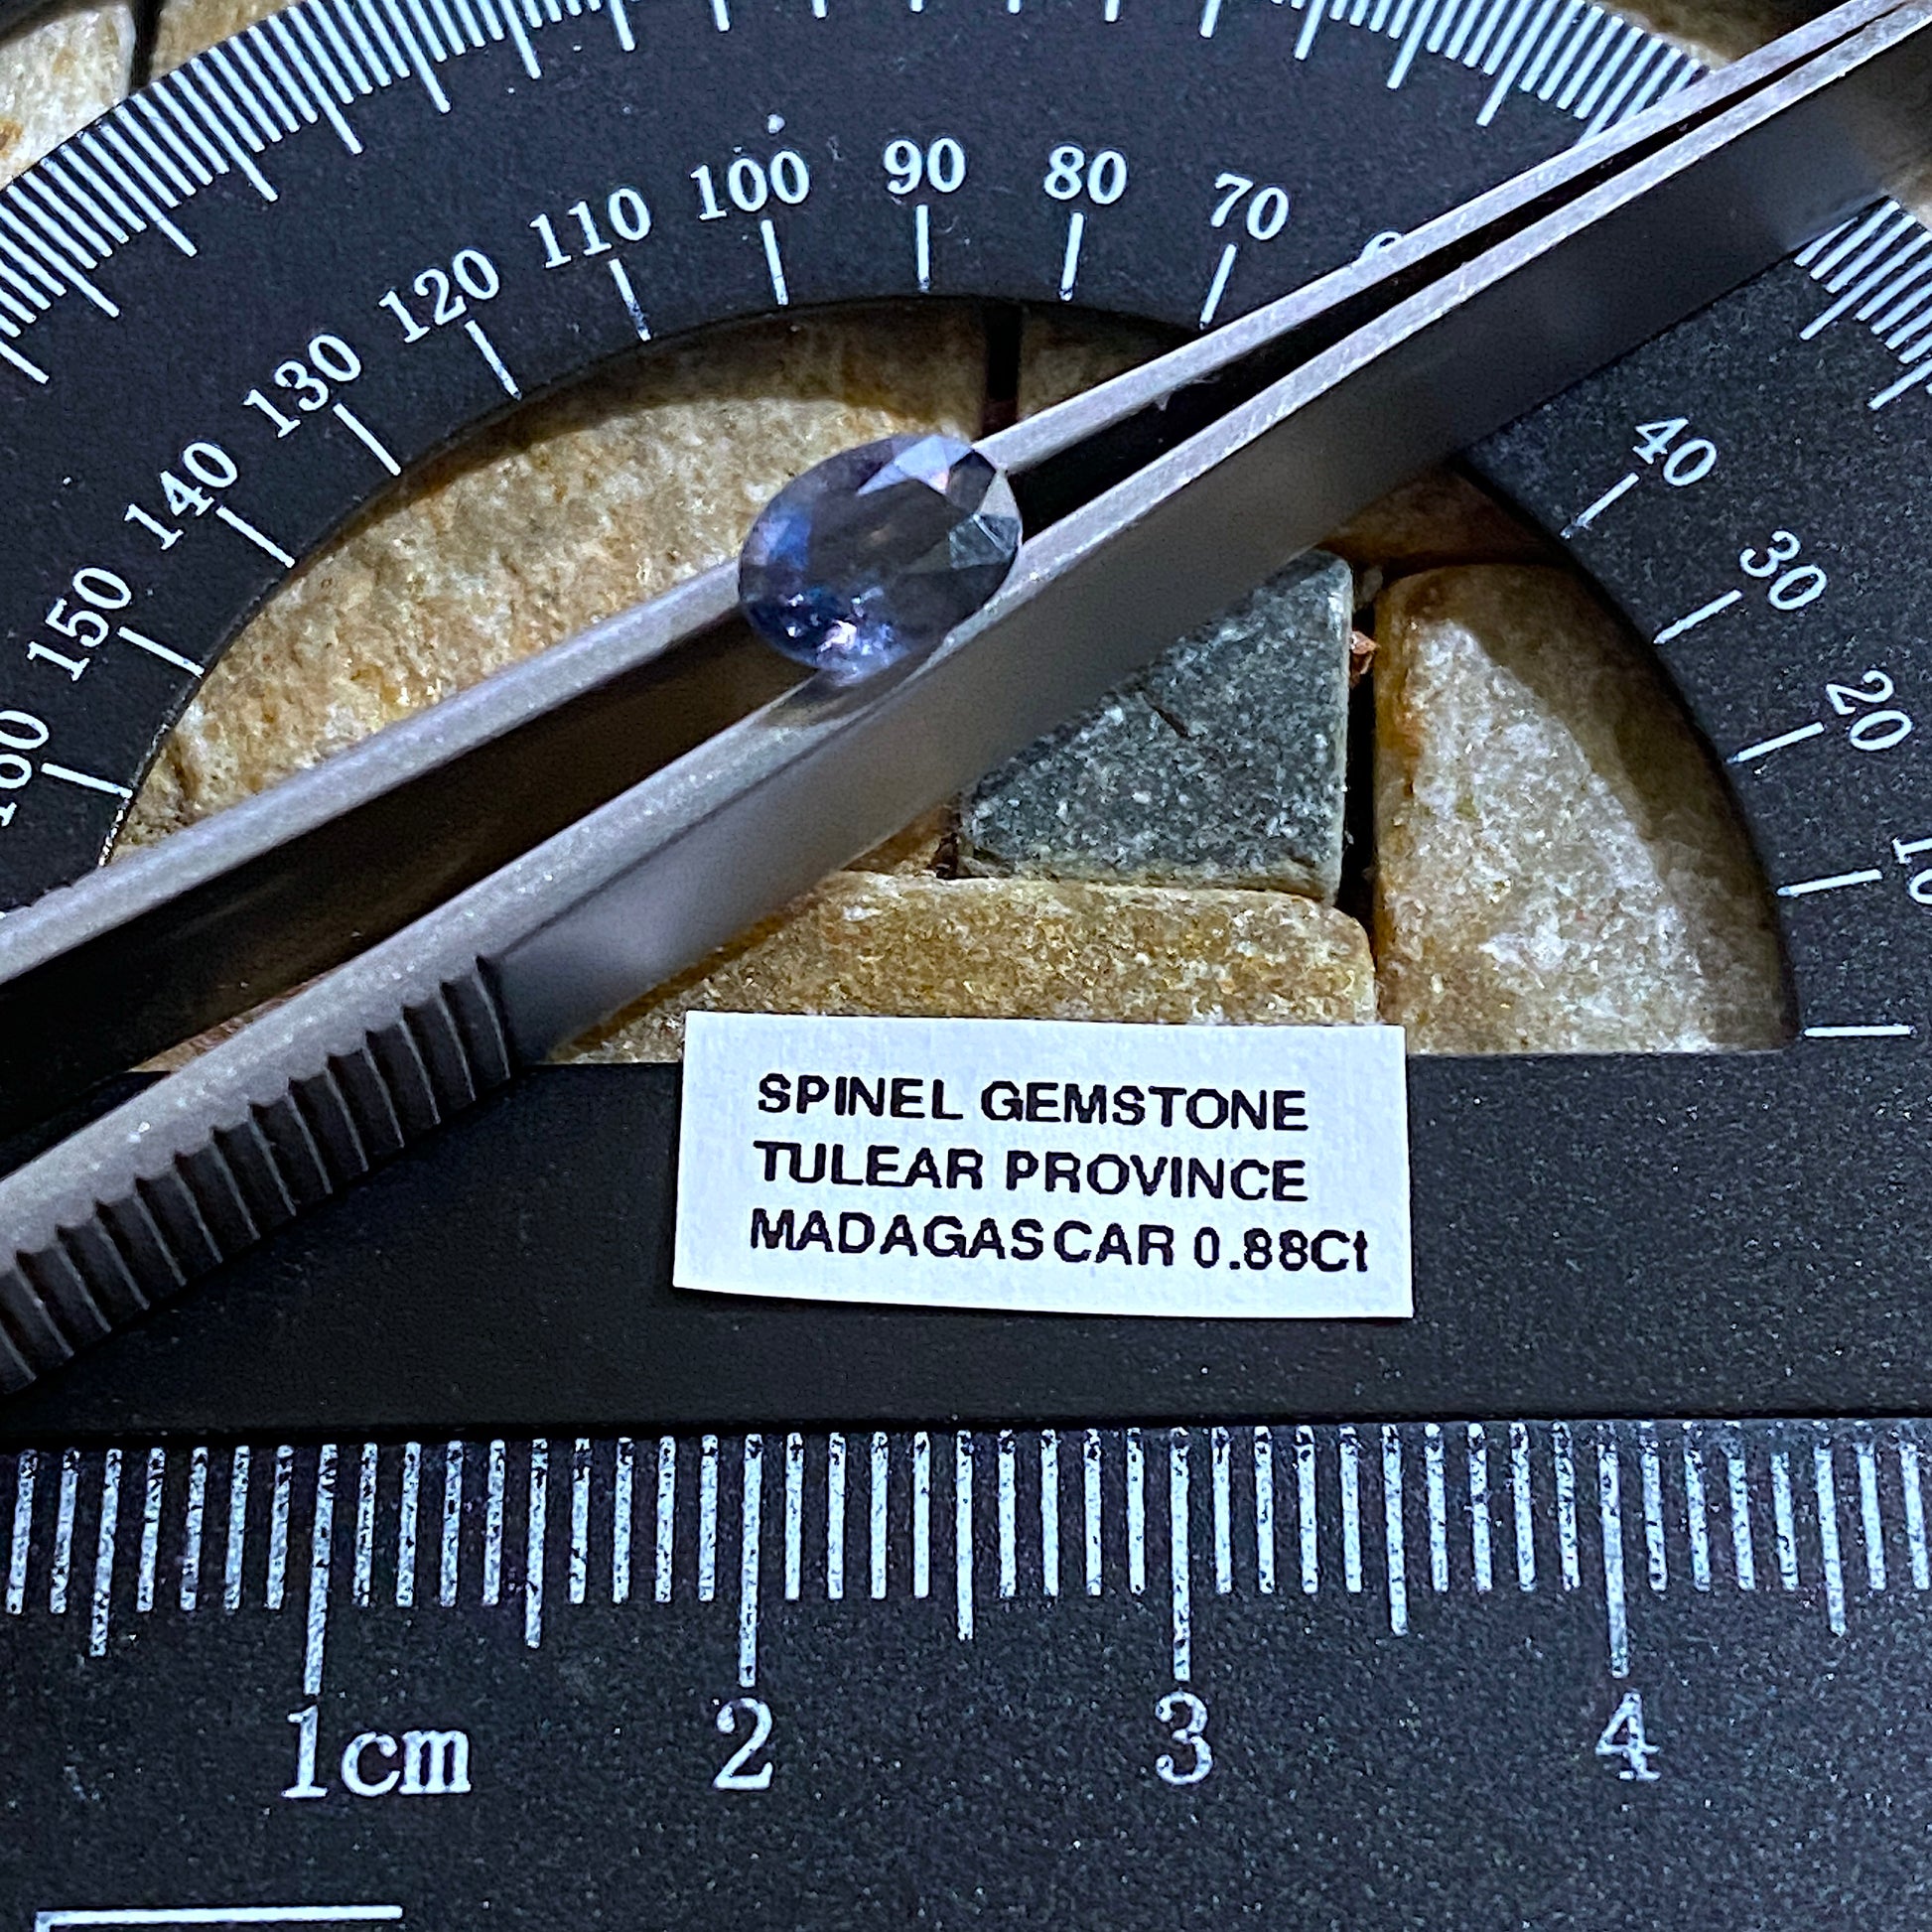 100 90 80 70
110
120
130
140 40
150 30
20
SPINEL GEMSTONE
TULEAR PROVINCE
MADAGASCAR 0.88Ct
1cm 2 3 4